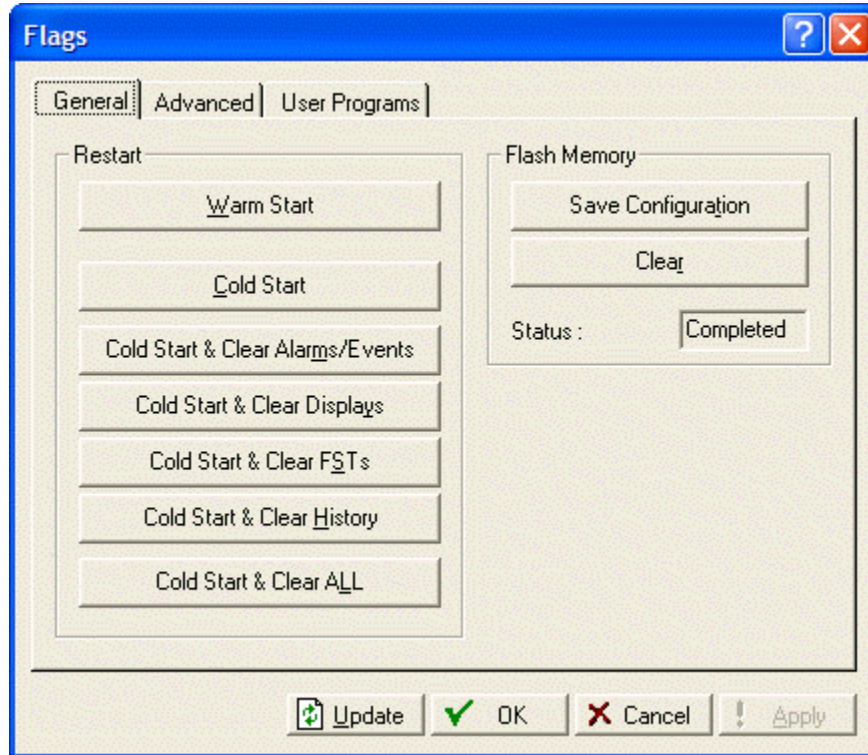 Flags
General Advanced User Programs
Restart
Warm Start
Cold Start
Cold Start & Clear Alarms/Events
Cold Start & Clear Displays
Cold Start & Clear FSTs
Cold Start & Clear History
Cold Start & Clear ALL
Flash Memory
Save Configuration
Clear
Status : Completed
Update OK Cancel Apply